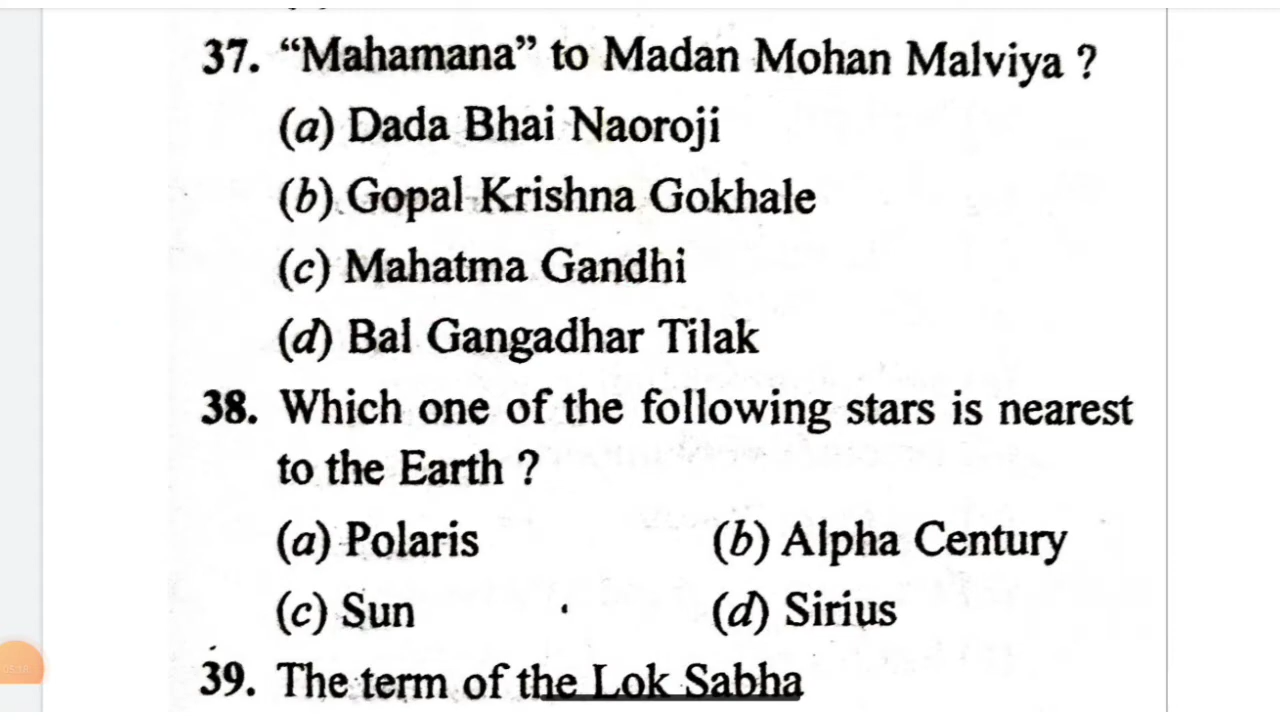 37. “Mahamana” to Madan Mohan Malviya ?
(a) Dada Bhai Naoroji
(b) Gopal Krishna Gokhale
(c) Mahatma Gandhi
(d) Bal Gangadhar Tilak
38. Which one of the following stars is nearest
to the Earth ?
(a) Polaris (b) Alpha Century
(c) Sun (d) Sirius
39. The term of the Lok Sabha